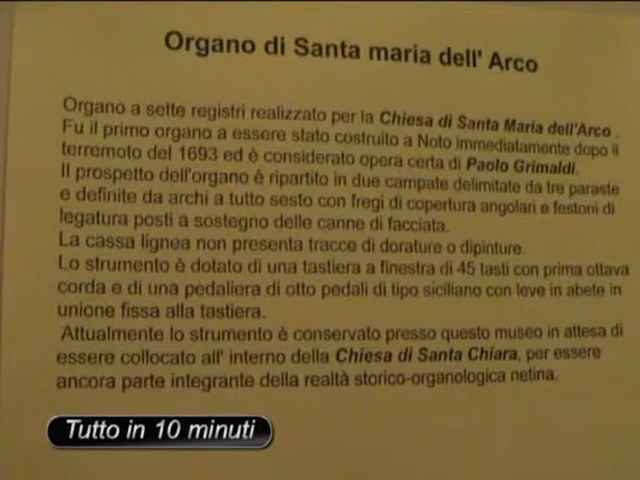 Organo di Santa maria dell' Arco
Organo a sette registri realizzato per la Chiesa di Santa Maria dell'Arco .
Fu il primo organo a essere stato costruito a Noto immediatamente dopo il
terremoto del 1693 ed è considerato opera certa di Paolo Grimaldi.
Il prospetto dell'organo è ripartito in due campate delimitate da tre paraste
e definite da archi a tutto sesto con fregi di copertura angolari e festoni di
legatura posti a sostegno delle canne di facciata.
La cassa lignea non presenta tracce di dorature o dipinture.
Lo strumento è dotato di una tastiera a finestra di 45 tasti con prima ottava
corda e di una pedaliera di otto pedali di tipo siciliano con leve in abete in
unione fissa alla tastiera.
Attualmente lo strumento è conservato presso questo museo in attesa di
essere collocato all' interno della Chiesa di Santa Chiara, per essere
ancora parte integrante della realtà storico-organologica netina.
Tutto in 10 minuti